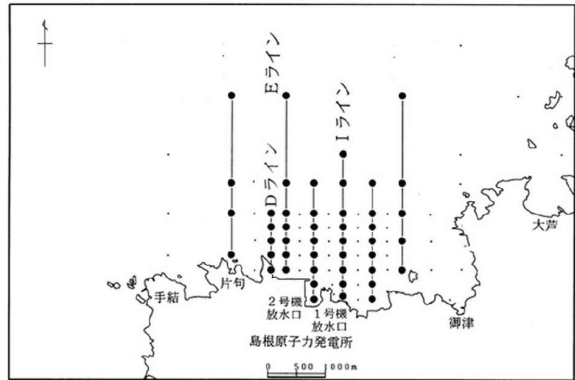 Eライン
Iライン
Dライン
大芦
片句
手結
2号機
放水口
1号機
放水口
御津
島根原子力発電所
0 500 1000m